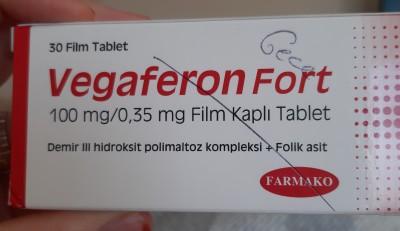 30 Film Tablet
Gece
Vegaferon Fort
100 mg/0,35 mg Film Kaplı Tablet
Demir III hidroksit polimaltoz kompleksi + Folik asit
FARMAKO